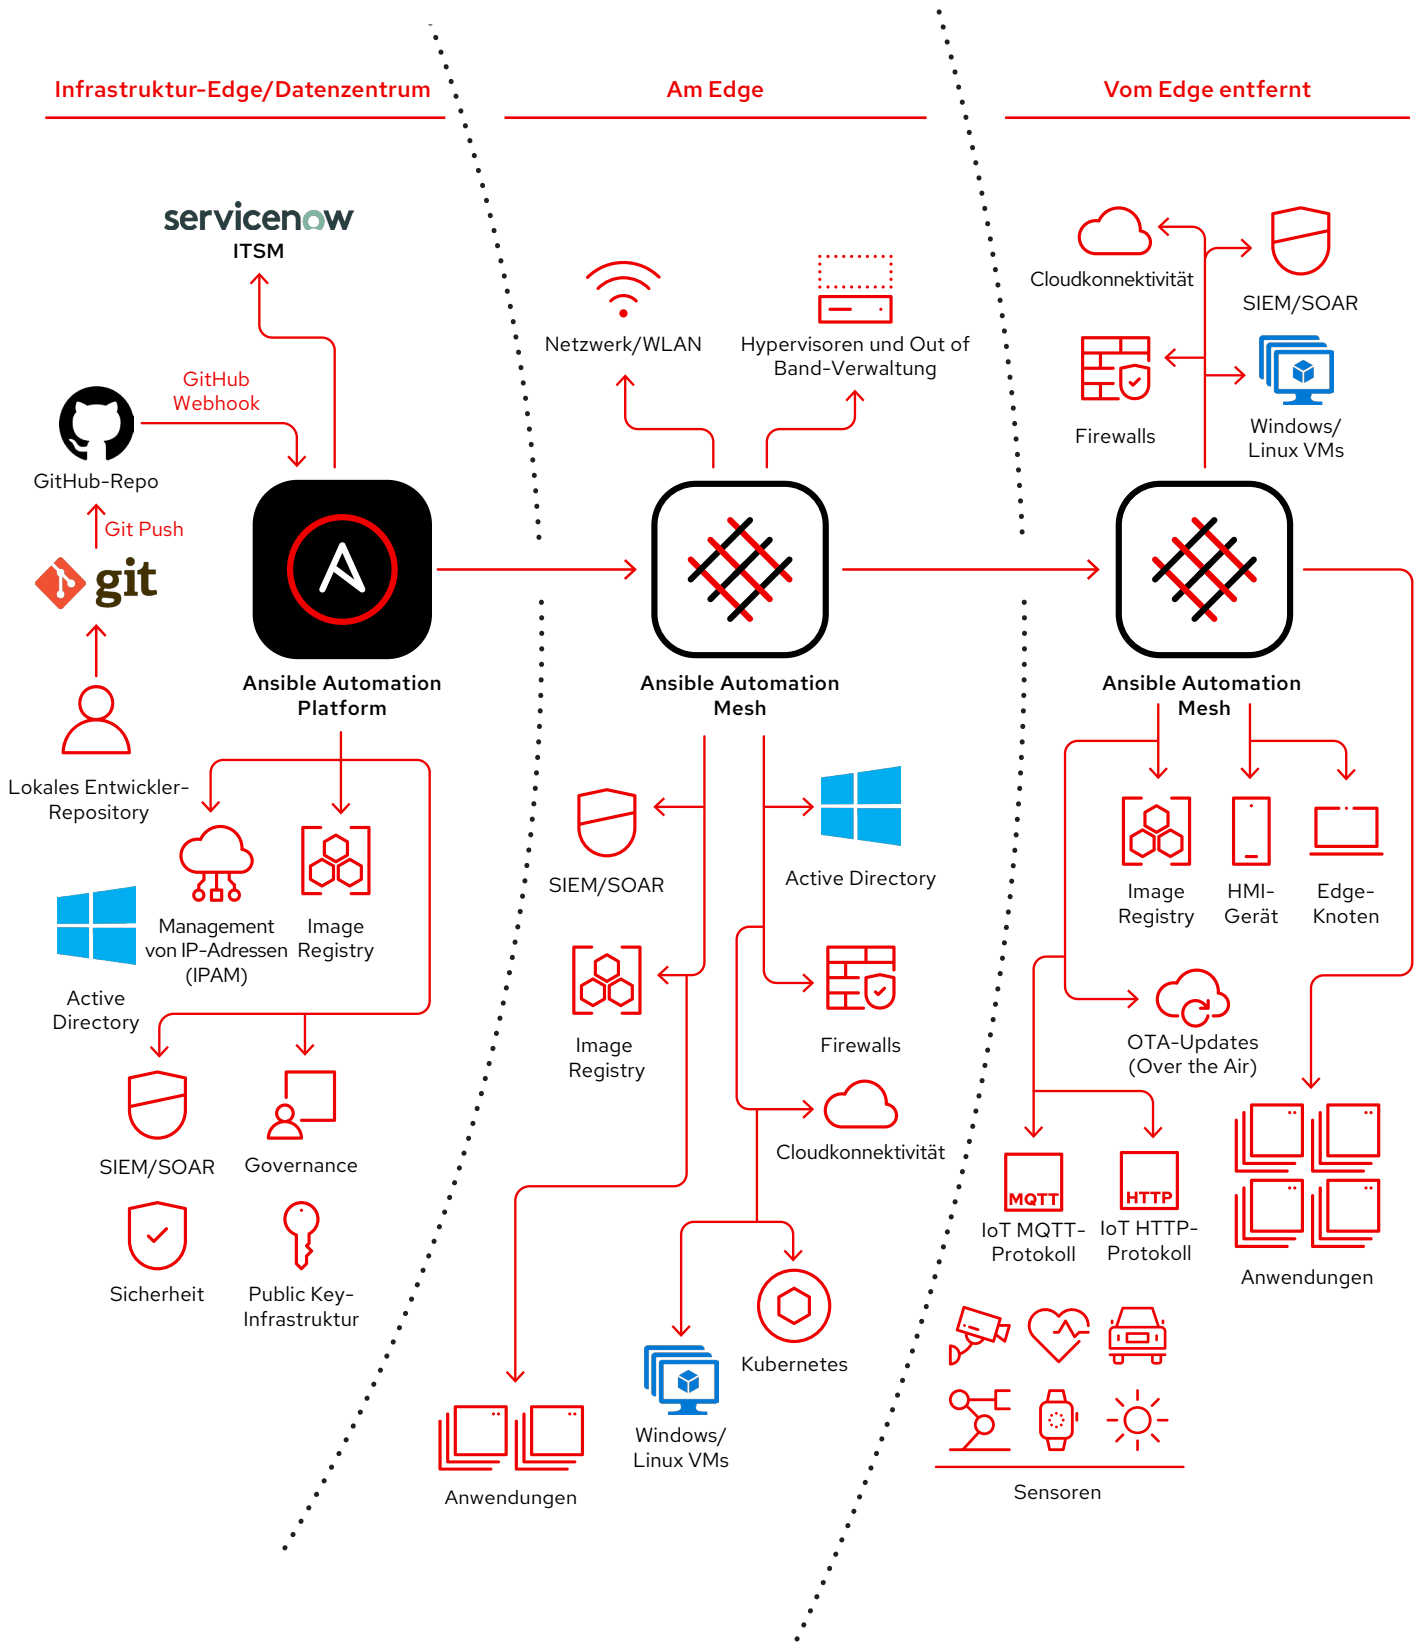 Infrastruktur-Edge/Datenzentrum
Am Edge
Vom Edge entfernt
servicenow
ITSM
GitHub
Webhook
GitHub-Repo
Git Push
git
Lokales Entwickler-
Repository
Ansible Automation
Platform
Active
Directory
Management
von IP-Adressen
(IPAM)
Image
Registry
SIEM/SOAR
Governance
Sicherheit
Public Key-
Infrastruktur
Netzwerk/WLAN
Hypervisoren und Out of
Band-Verwaltung
Ansible Automation
Mesh
SIEM/SOAR
Active Directory
Image
Registry
Firewalls
Cloudkonnektivität
Kubernetes
Windows/
Linux VMs
Anwendungen
Cloudkonnektivität
SIEM/SOAR
Firewalls
Windows/
Linux VMs
Ansible Automation
Mesh
Image
Registry
HMI-
Gerät
Edge-
Knoten
OTA-Updates
(Over the Air)
MQTT
IoT MQTT-
Protokoll
HTTP
IoT HTTP-
Protokoll
Anwendungen
Sensoren